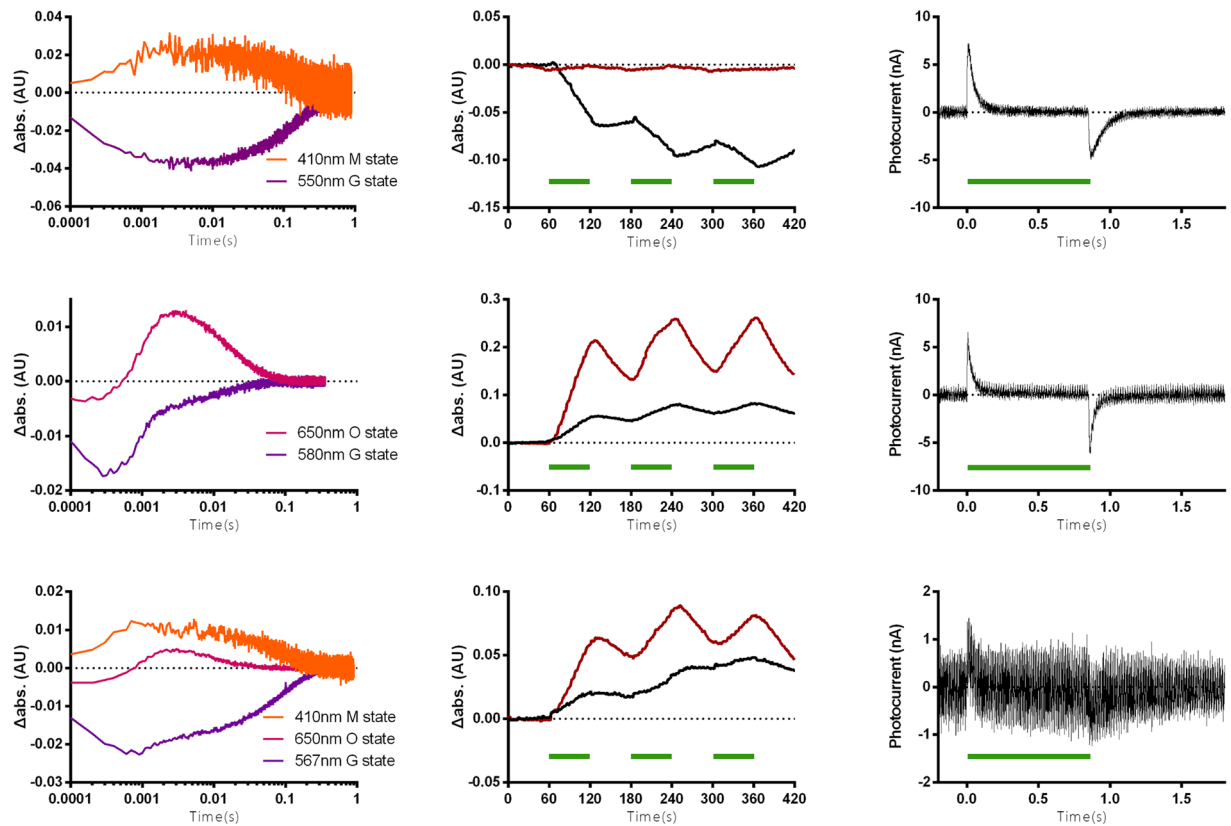 0.04
0.02
0.00
-0.02
-0.04
-0.06
Δabs. (AU)
410nm M state
550nm G state
0.0001 0.001 0.01 0.1 1
Time(s)
0.00
-0.05
-0.10
-0.15
Δabs. (AU)
0 60 120 180 240 300 360 420
Time(s)
10
5
0
-5
-10
Photocurrent (nA)
0.0 0.5 1.0 1.5
Time(s)
0.01
0.00
-0.01
-0.02
Δabs. (AU)
650nm O state
580nm G state
0.0001 0.001 0.01 0.1 1
Time(s)
0.3
0.2
0.1
0.0
-0.1
Δabs. (AU)
0 60 120 180 240 300 360 420
Time(s)
10
5
0
-5
-10
Photocurrent (nA)
0.0 0.5 1.0 1.5
Time(s)
0.02
0.01
0.00
-0.01
-0.02
-0.03
Δabs. (AU)
410nm M state
650nm O state
567nm G state
0.0001 0.001 0.01 0.1 1
Time(s)
0.10
0.05
0.00
-0.05
Δabs. (AU)
0 60 120 180 240 300 360 420
Time(s)
2
1
0
-1
-2
Photocurrent (nA)
0.0 0.5 1.0 1.5
Time(s)